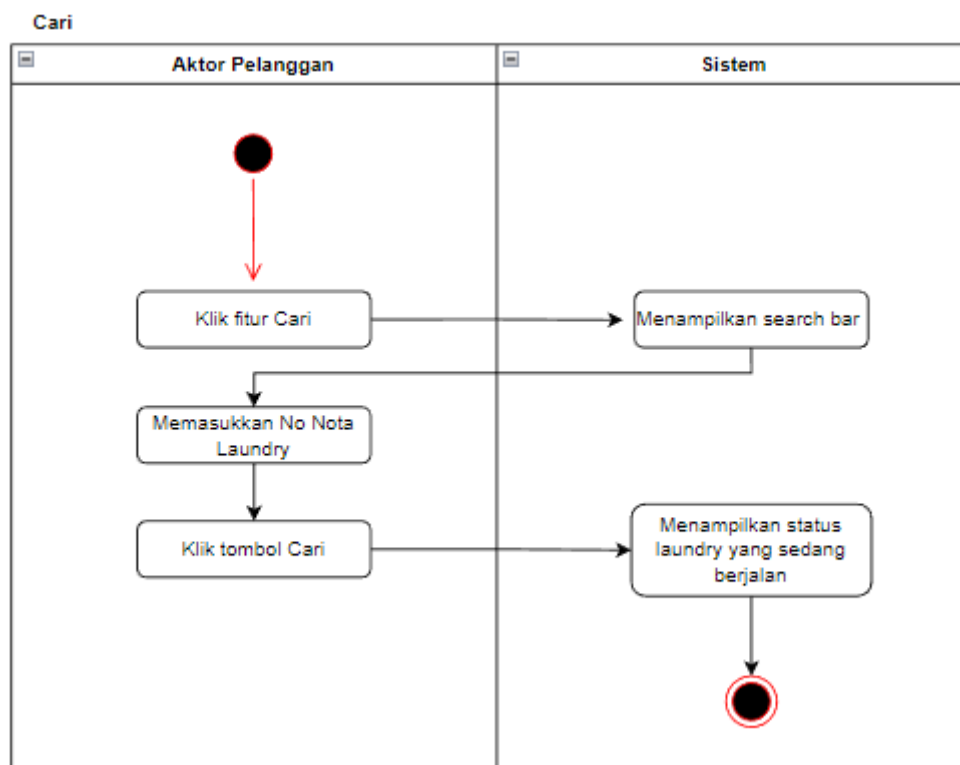 Cari
Aktor Pelanggan
Sistem
Klik fitur Cari
Menampilkan search bar
Memasukkan No Nota
Laundry
Klik tombol Cari
Menampilkan status
laundry yang sedang
berjalan